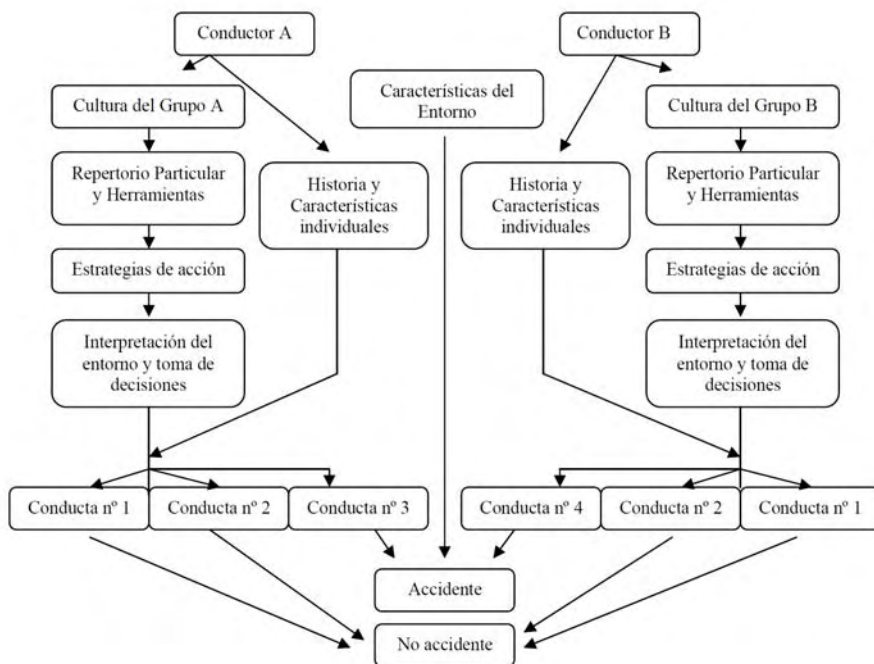 Conductor A
Conductor B
Cultura del Grupo A
Características del
Entorno
Cultura del Grupo B
Repertorio Particular
y Herramientas
Historia y
Características
individuales
Historia y
Características
individuales
Repertorio Particular
y Herramientas
Estrategias de acción
Estrategias de acción
Interpretación del
entorno y toma de
decisiones
Interpretación del
entorno y toma de
decisiones
Conducta nº 1
Conducta nº 2
Conducta nº 3
Conducta nº 4
Conducta nº 2
Conducta nº 1
Accidente
No accidente